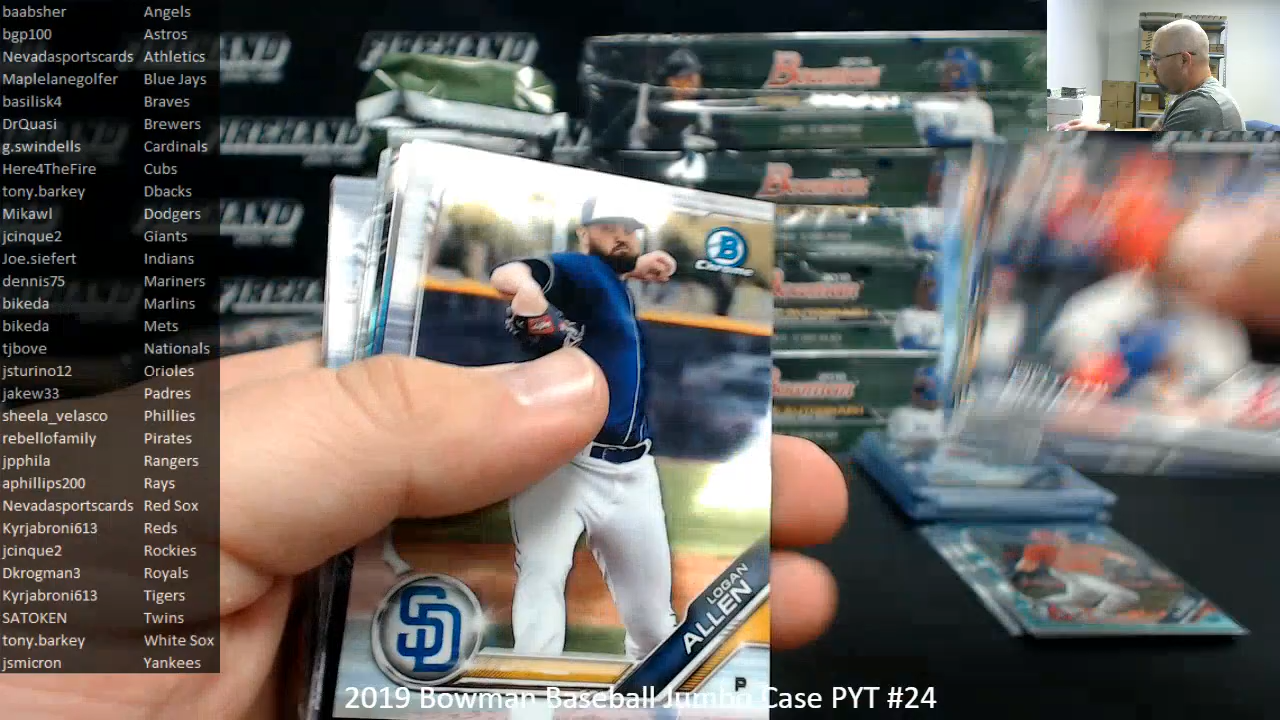 baabsher Angels
bgp100 Astros
Nevadasportscards Athletics
Maplelanegolfer Blue Jays
basilisk4 Braves
DrQuasi Brewers
g.swindells Cardinals
Here4TheFire Cubs
tony.barkey Dbacks
Mikawl Dodgers
jcinque2 Giants
Joe.siefert Indians
dennis75 Mariners
bikeda Marlins
bikeda Mets
tjbove Nationals
jsturino12 Orioles
jakew33 Padres
sheela_velasco Phillies
rebellofamily Pirates
jpphila Rangers
aphillips200 Rays
Nevadasportscards Red Sox
Kyrjabroni613 Reds
jcinque2 Rockies
Dkrogman3 Royals
Kyrjabroni613 Tigers
SATOKEN Twins
tony.barkey White Sox
jsmicron Yankees
Bowman
Bowman
Bowman
Bowman
B
Chrome
SD
LOGAN
ALLEN
P
2019 Bowman Baseball Jumbo Case PYT #24